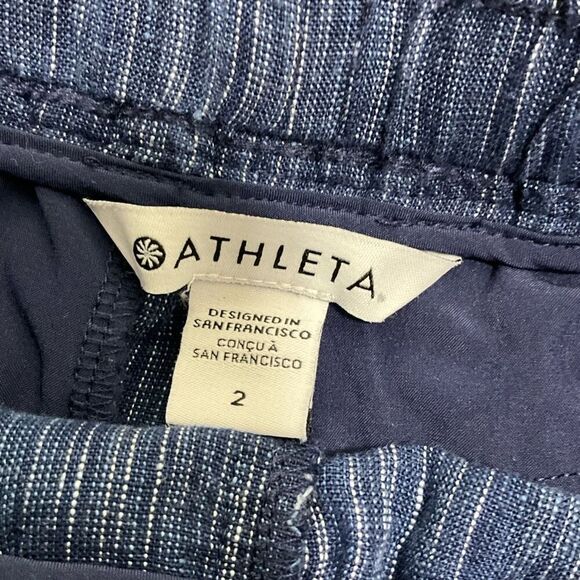 ATHLETA
DESIGNED IN
SAN FRANCISCO
CONÇU À
SAN FRANCISCO
2